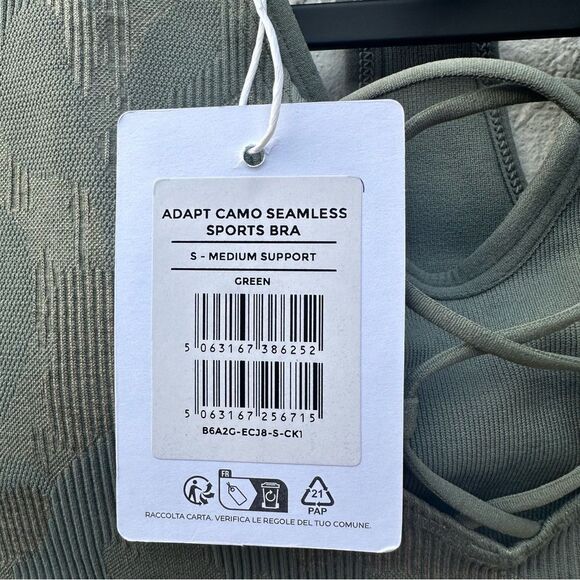 ADAPT CAMO SEAMLESS
SPORTS BRA
S - MEDIUM SUPPORT
GREEN
5 063167 386252
5 063167 256715
B6A2G-ECJ8-S-CK1
FR
21
PAP
RACCOLTA CARTA. VERIFICA LE REGOLE DEL TUO COMUNE.